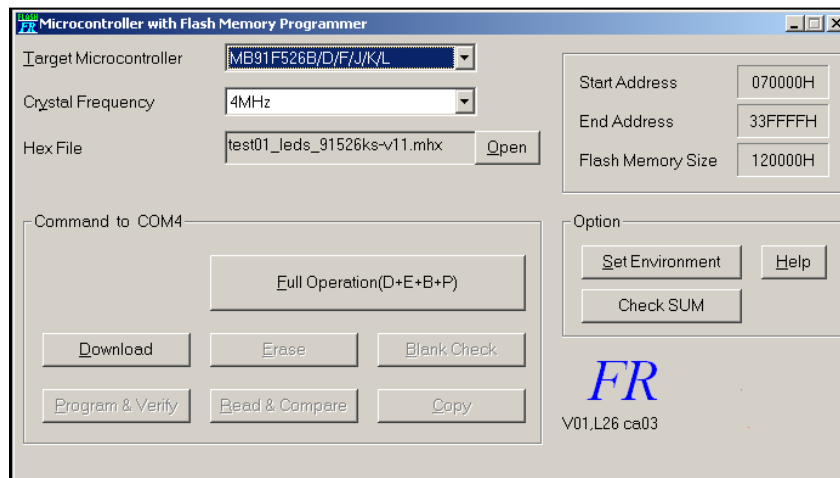 FLASH FR Microcontroller with Flash Memory Programmer
Target Microcontroller MB91F526B/D/F/J/K/L
Crystal Frequency 4MHz
Hex File test01_leds_91526ks-v11.mhx Open
Start Address 070000H
End Address 33FFFFH
Flash Memory Size 120000H
Command to COM4
Full Operation(D+E+B+P)
Download Erase Blank Check
Program & Verify Read & Compare Copy
Option
Set Environment Help
Check SUM
FR
V01,L26 ca03